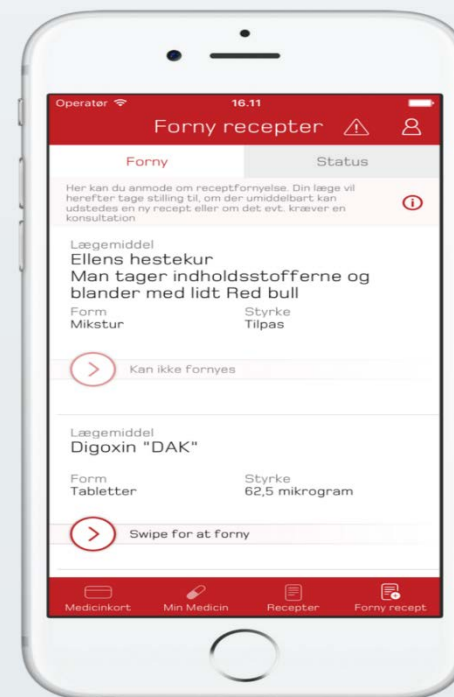 Operatør 16.11
Forny recepter
Forny Status
Her kan du anmode om receptfornyelse. Din læge vil
herefter tage stilling til, om der umiddelbart kan
udstedes en ny recept eller om det evt. kræver en
konsultation
Lægemiddel
Ellens hestekur
Man tager indholdsstofferne og
blander med lidt Red bull
Form Styrke
Mikstur Tilpas
Kan ikke fornyes
Lægemiddel
Digoxin "DAK"
Form Styrke
Tabletter 62,5 mikrogram
Swipe for at forny
Medicinkort Min Medicin Recepter Forny recept